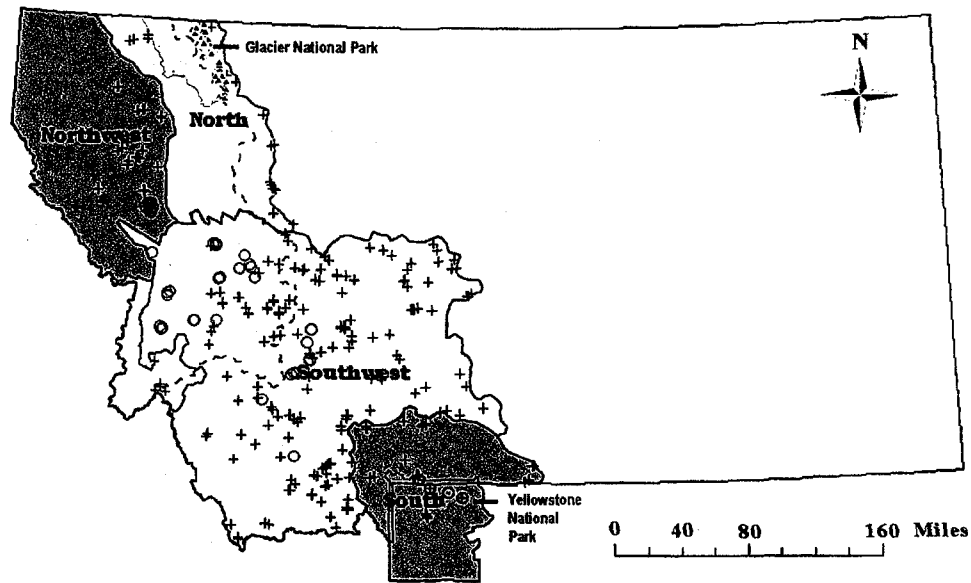 Glacier National Park
N
North
Northwest
Southwest
South
Yellowstone
National
Park
0 40 80 160 Miles